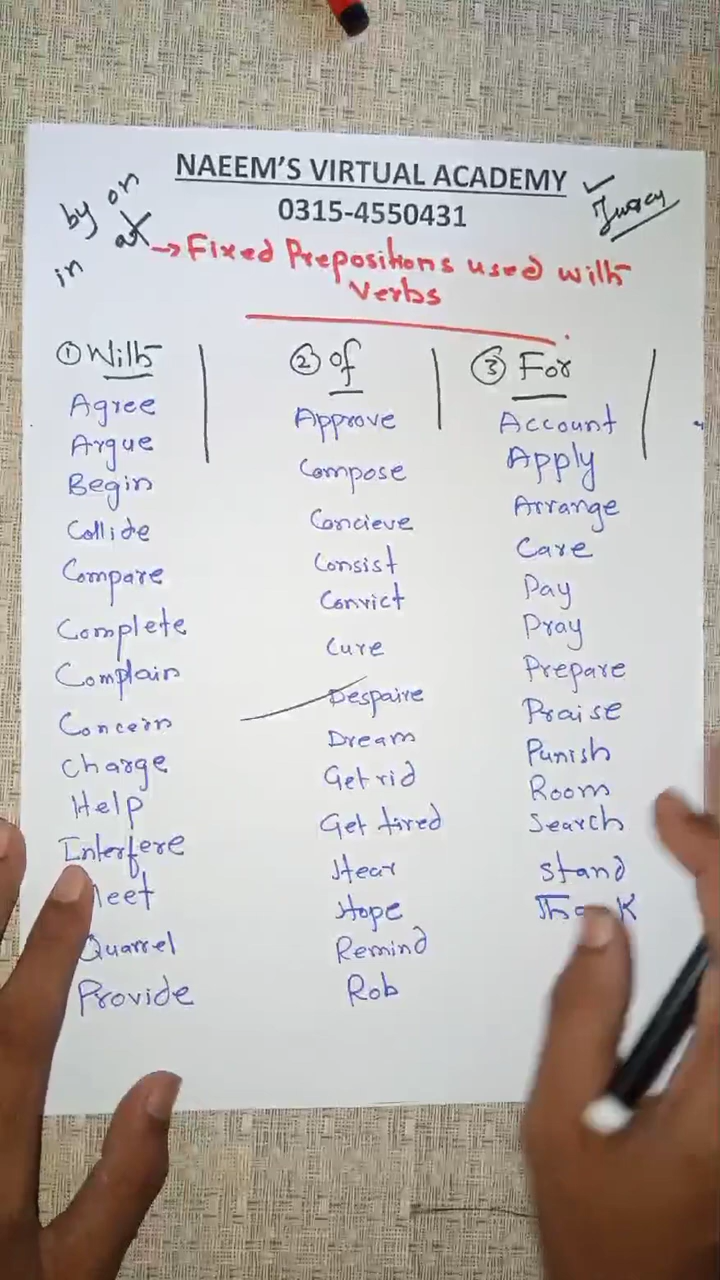 NAEEM'S VIRTUAL ACADEMY
0315-4550431
by on
in at
→ Fixed Prepositions used with
Verbs
① With
Agree
Argue
Begin
Collide
Compare
Complete
Complain
Concern
Charge
Help
Interfere
Meet
Quarrel
Provide
② Of
Approve
Compose
Concieve
Consist
Convict
Cure
Despaire
Dream
Get rid
Get tired
Hear
Hope
Remind
Rob
③ For
Account
Apply
Arrange
Care
Pay
Pray
Prepare
Praise
Punish
Room
Search
Stand
Thank